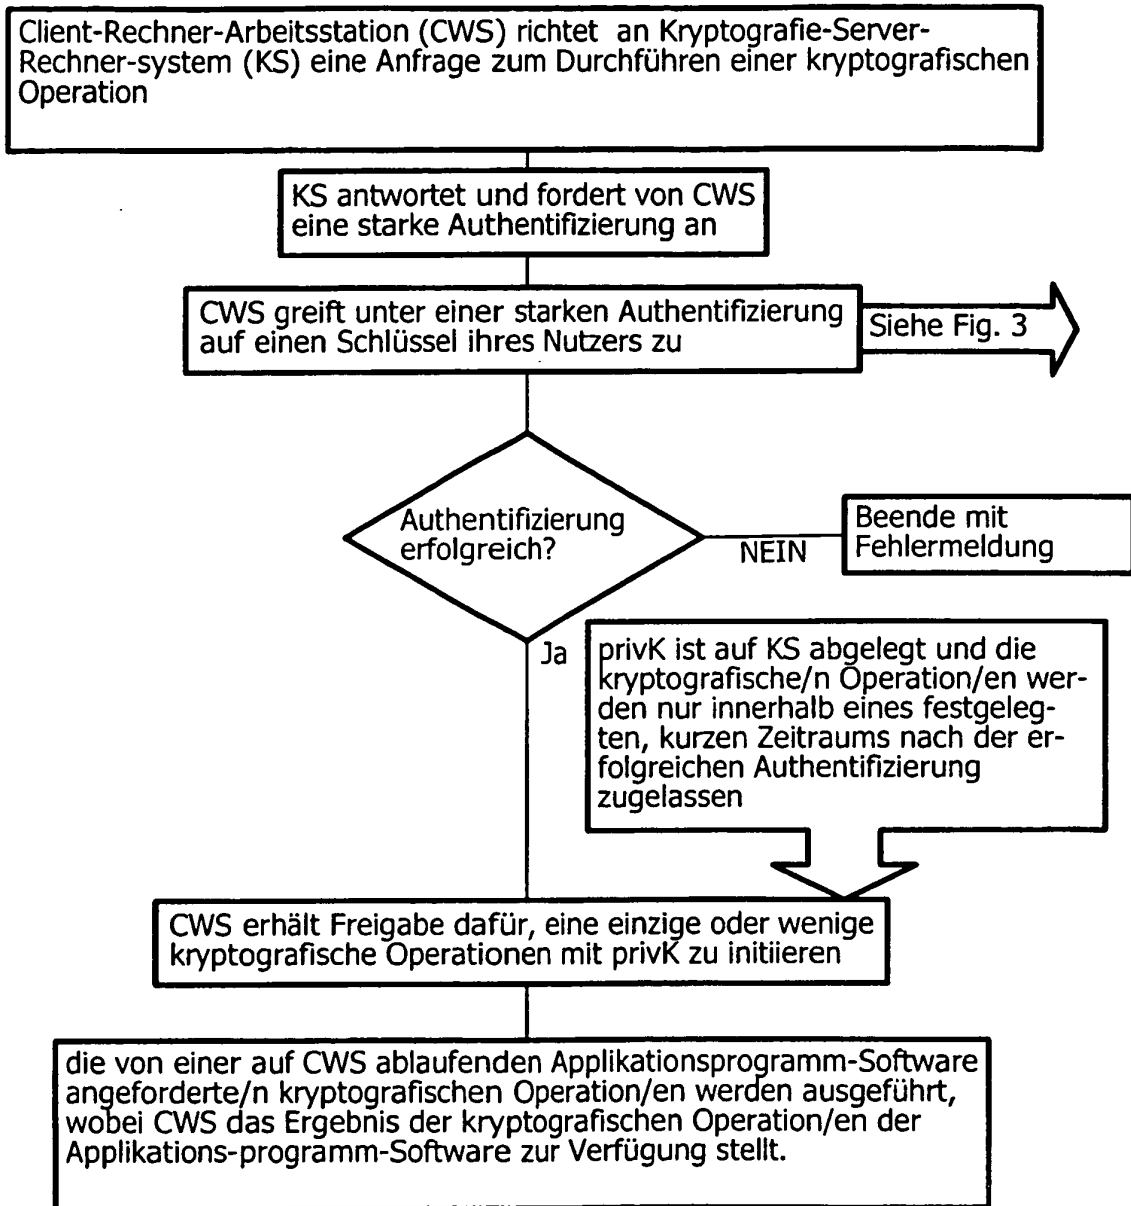 Client-Rechner-Arbeitsstation (CWS) richtet an Kryptografie-Server-
Rechner-system (KS) eine Anfrage zum Durchführen einer kryptografischen
Operation
KS antwortet und fordert von CWS
eine starke Authentifizierung an
CWS greift unter einer starken Authentifizierung
auf einen Schlüssel ihres Nutzers zu
Siehe Fig. 3
Authentifizierung
erfolgreich?
NEIN
Beende mit
Fehlermeldung
Ja
privK ist auf KS abgelegt und die
kryptografische/n Operation/en wer-
den nur innerhalb eines festgeleg-
ten, kurzen Zeitraums nach der er-
folgreichen Authentifizierung
zugelassen
CWS erhält Freigabe dafür, eine einzige oder wenige
kryptografische Operationen mit privK zu initiieren
die von einer auf CWS ablaufenden Applikationsprogramm-Software
angeforderte/n kryptografischen Operation/en werden ausgeführt,
wobei CWS das Ergebnis der kryptografischen Operation/en der
Applikations-programm-Software zur Verfügung stellt.